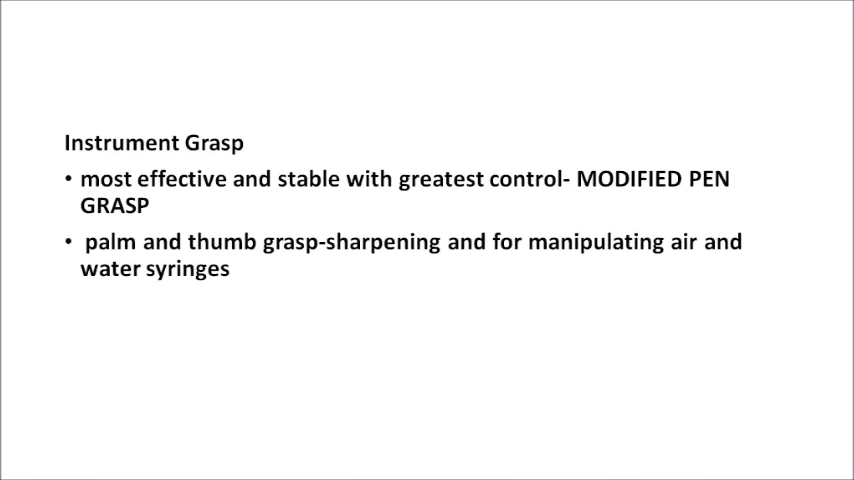 Instrument Grasp
• most effective and stable with greatest control- MODIFIED PEN
GRASP
• palm and thumb grasp-sharpening and for manipulating air and
water syringes